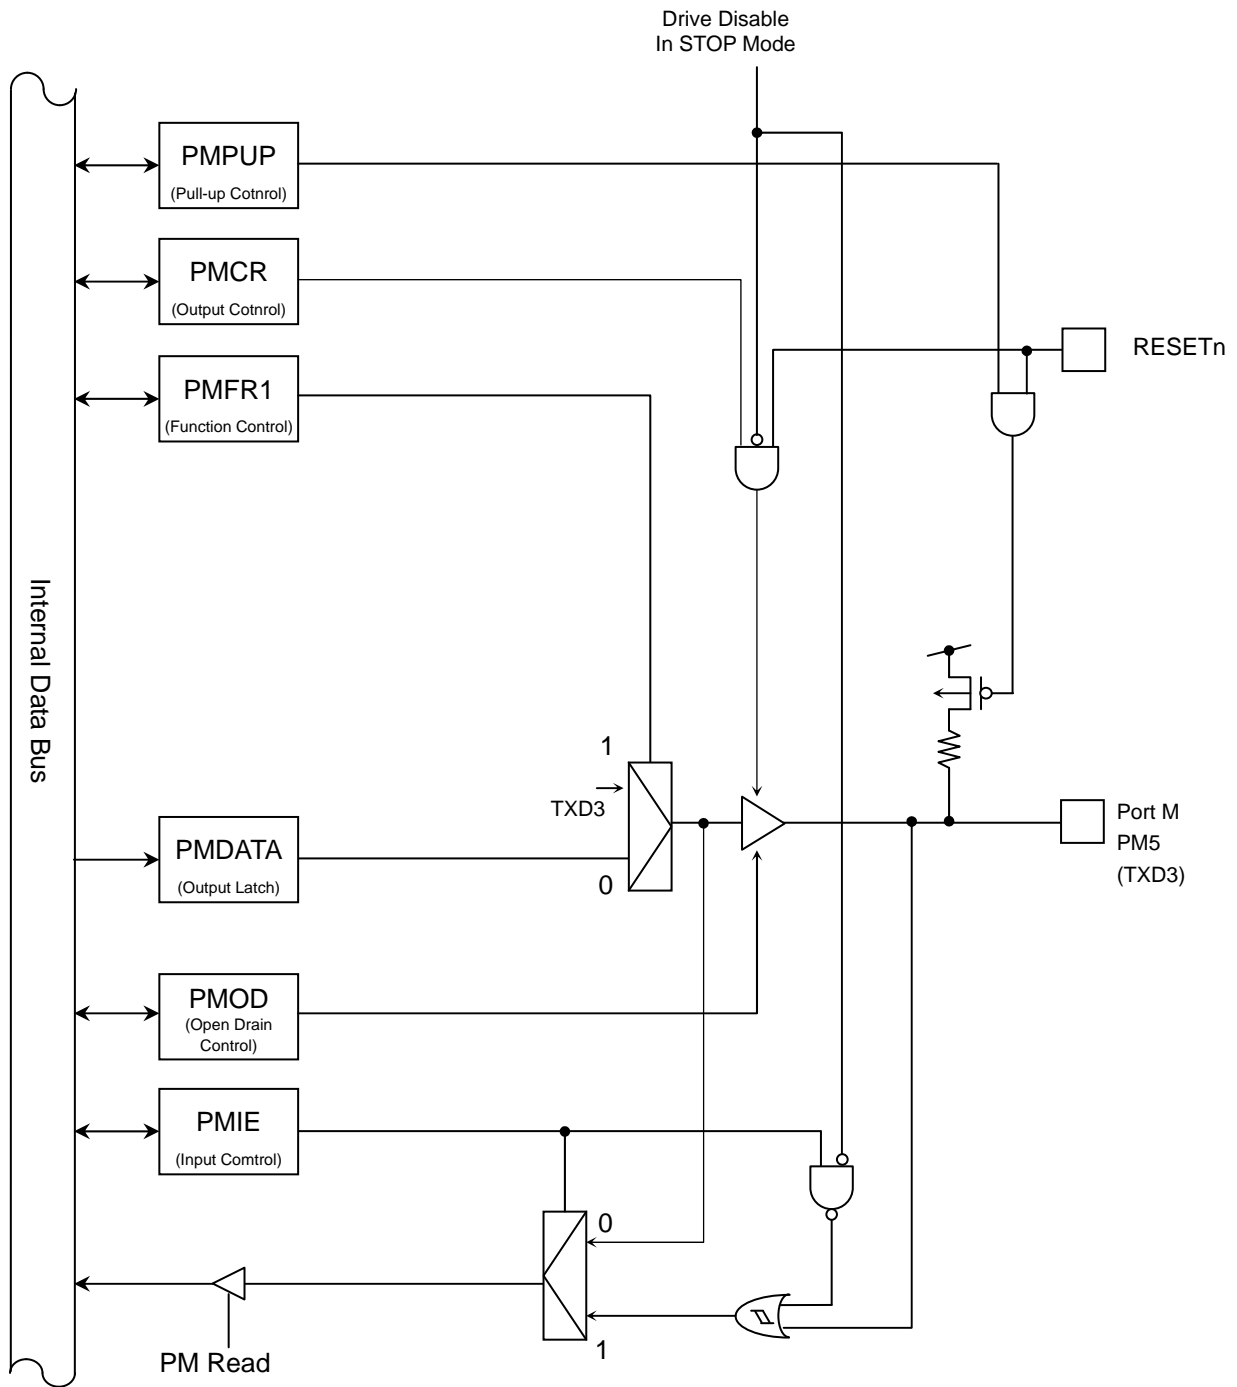 Drive Disable
In STOP Mode
PMPUP
(Pull-up Cotnrol)
PMCR
(Output Cotnrol)
RESETn
PMFR1
(Function Control)
Internal Data Bus
1
TXD3
0
Port M
PM5
(TXD3)
PMDATA
(Output Latch)
PMOD
(Open Drain
Control)
PMIE
(Input Comtrol)
0
1
PM Read